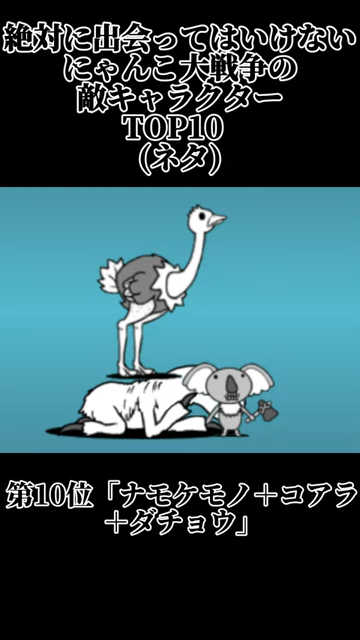 絶対に出会ってはいけない
にゃんこ大戦争の
敵キャラクター
TOP10
(ネタ)
第10位「ナモケモノ＋コアラ
＋ダチョウ」